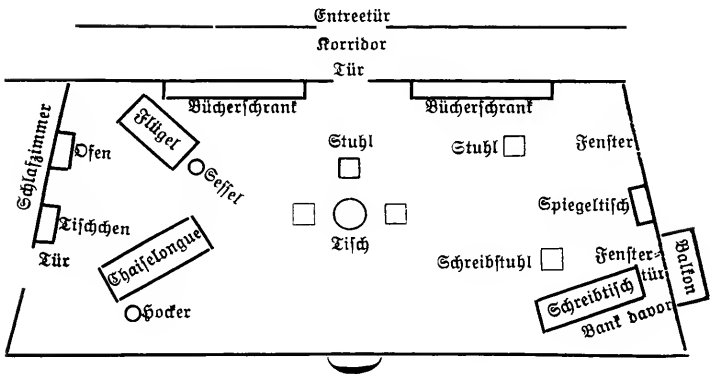 Entreetür
Korridor
Tür
Bücherschrank
Bücherschrank
Schlafzimmer
Ofen
Flügel
Sessel
Stuhl
Stuhl
Fenster
Tischchen
Tür
Chaiselongue
Hocker
Tisch
Spiegeltisch
Schreibstuhl
Fenster-
tür
Balkon
Schreibtisch
Bank davor